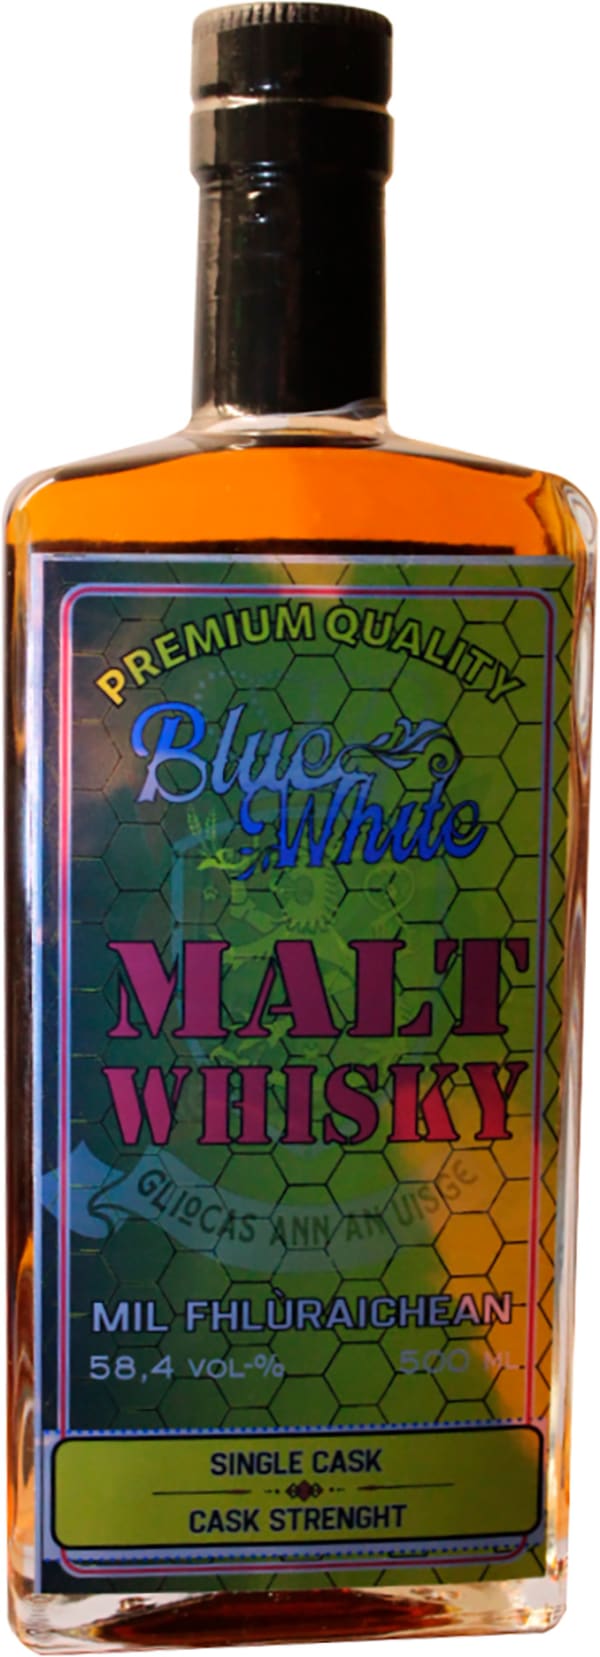 PREMIUM QUALITY
Blue
White
MALT
WHISKY
GLIOCAS ANN AN UISGE
MIL FHLÙRAICHEAN
58,4 VOL-% 500 ML
SINGLE CASK
CASK STRENGHT